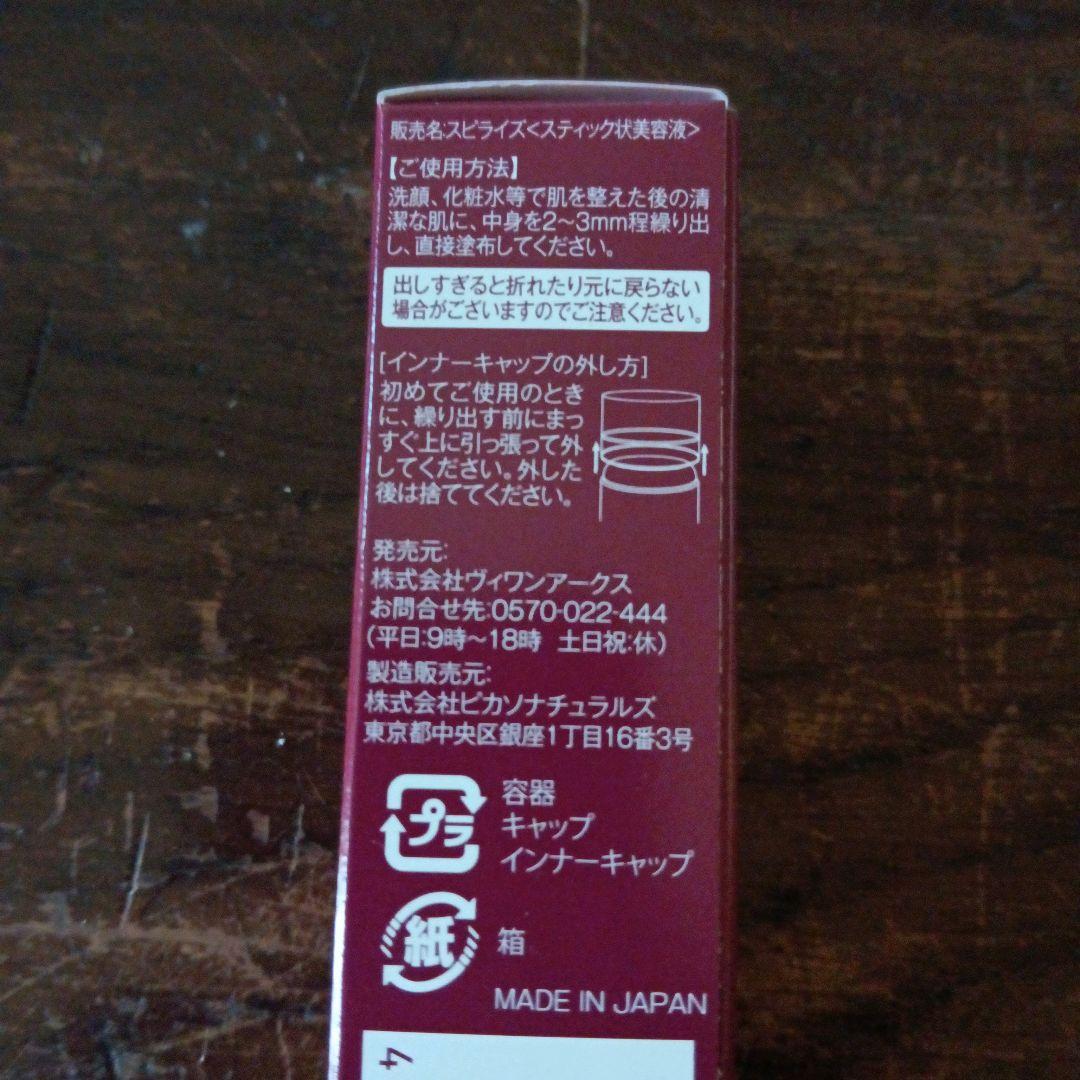 販売名:スピライズ<スティック状美容液>
【ご使用方法】
洗顔、化粧水等で肌を整えた後の清
潔な肌に、中身を2〜3mm程繰り出
し、直接塗布してください。
出しすぎると折れたり元に戻らない
場合がございますのでご注意ください。
[インナーキャップの外し方]
初めてご使用のとき
に、繰り出す前にまっ
すぐ上に引っ張って外
してください。外した
後は捨ててください。
発売元:
株式会社ヴィワンアークス
お問合せ先:0570-022-444
(平日:9時〜18時 土日祝:休)
製造販売元:
株式会社ピカソナチュラルズ
東京都中央区銀座1丁目16番3号
プラ
容器
キャップ
インナーキャップ
紙
箱
MADE IN JAPAN
4